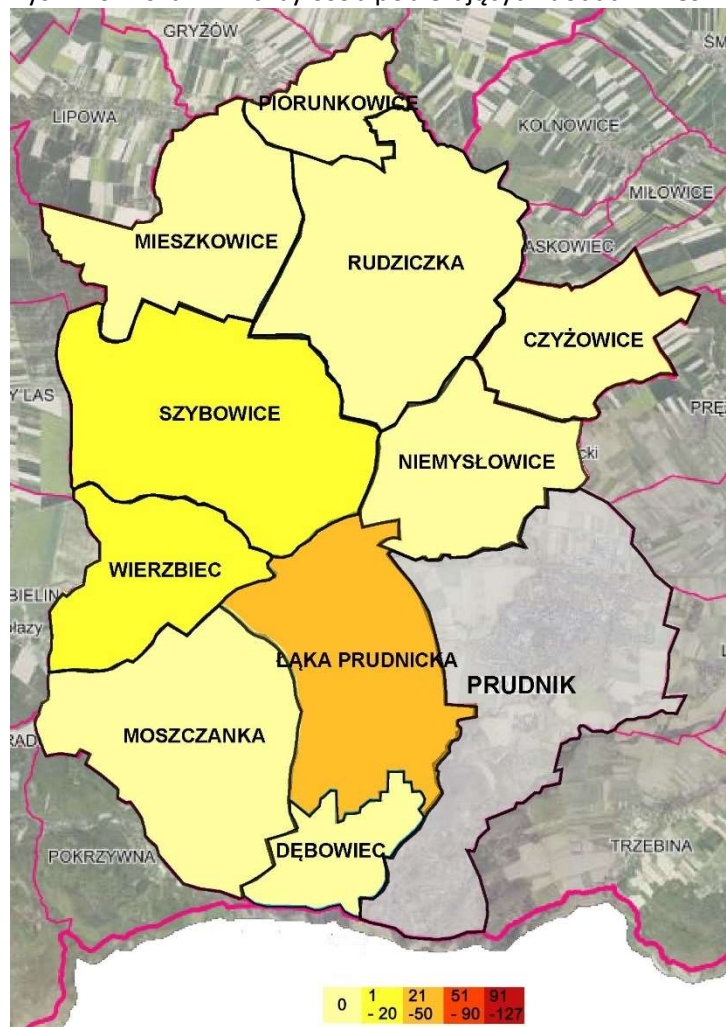 GRYŻÓW
LIPOWA
PIORUNKOWICE
KOLNOWICE
MIŁOWICE
MIESZKOWICE
RUDZICZKA
ASKOWIEC
CZYŻOWICE
Y LAS
SZYBOWICE
PRĘ
NIEMYSŁOWICE
cki
WIERZBIEC
BIELIN
łazy
ŁĄKA PRUDNICKA
PRUDNIK
MOSZCZANKA
RAD
POKRZYWNA
DĘBOWIEC
TRZEBINA
0 1 - 20 21 -50 51 - 90 91 -127